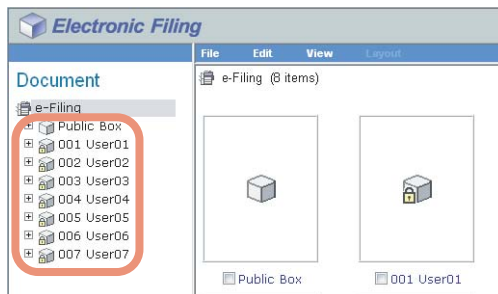 Electronic Filing
File Edit View Layout
Document
e-Filing
Public Box
001 User01
002 User02
003 User03
004 User04
005 User05
006 User06
007 User07
e-Filing (8 items)
Public Box
001 User01